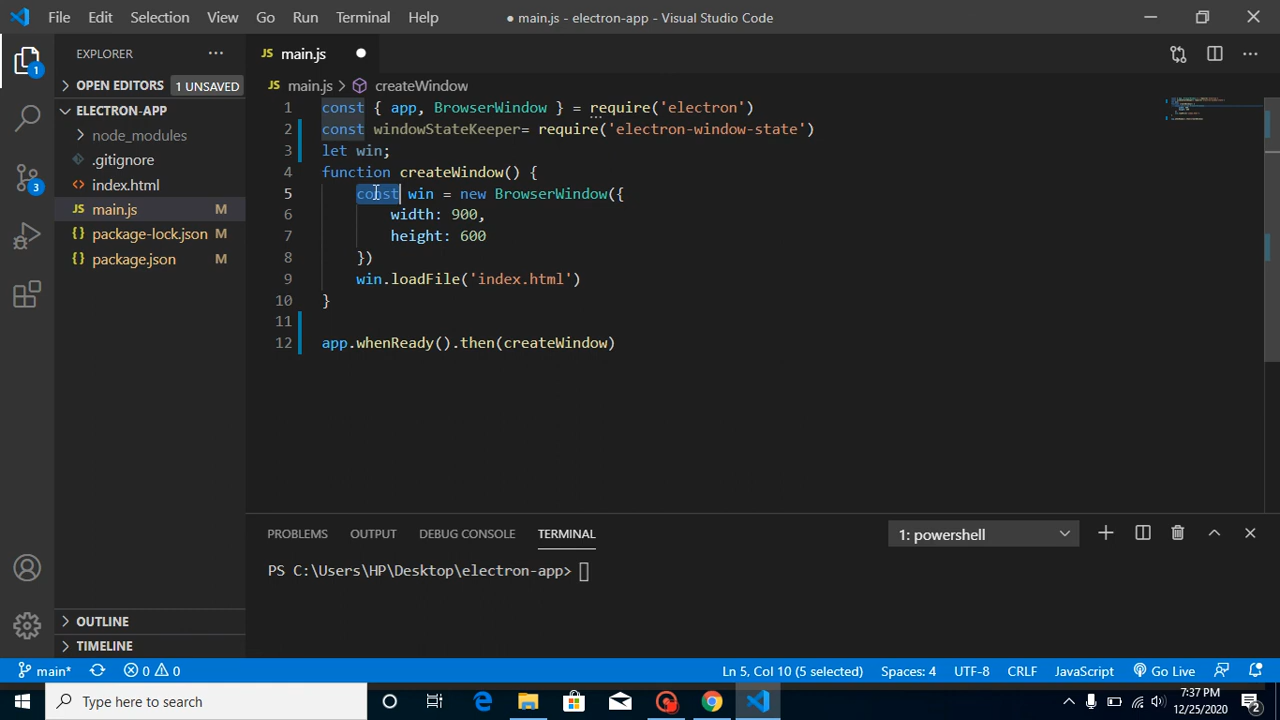 File Edit Selection View Go Run Terminal Help ● main.js - electron-app - Visual Studio Code
EXPLORER
JS main.js
OPEN EDITORS 1 UNSAVED
ELECTRON-APP
node_modules
.gitignore
index.html
JS main.js M
{} package-lock.json M
{} package.json M
OUTLINE
TIMELINE
1
3
JS main.js > createWindow
1 const { app, BrowserWindow } = require('electron')
2 const windowStateKeeper= require('electron-window-state')
3 let win;
4 function createWindow() {
5 const win = new BrowserWindow({
6 width: 900,
7 height: 600
8 })
9 win.loadFile('index.html')
10 }
11
12 app.whenReady().then(createWindow)
PROBLEMS OUTPUT DEBUG CONSOLE TERMINAL 1: powershell
PS C:\Users\HP\Desktop\electron-app>
main* 0 0 Ln 5, Col 10 (5 selected) Spaces: 4 UTF-8 CRLF JavaScript Go Live
Type here to search
7:37 PM
12/25/2020
2